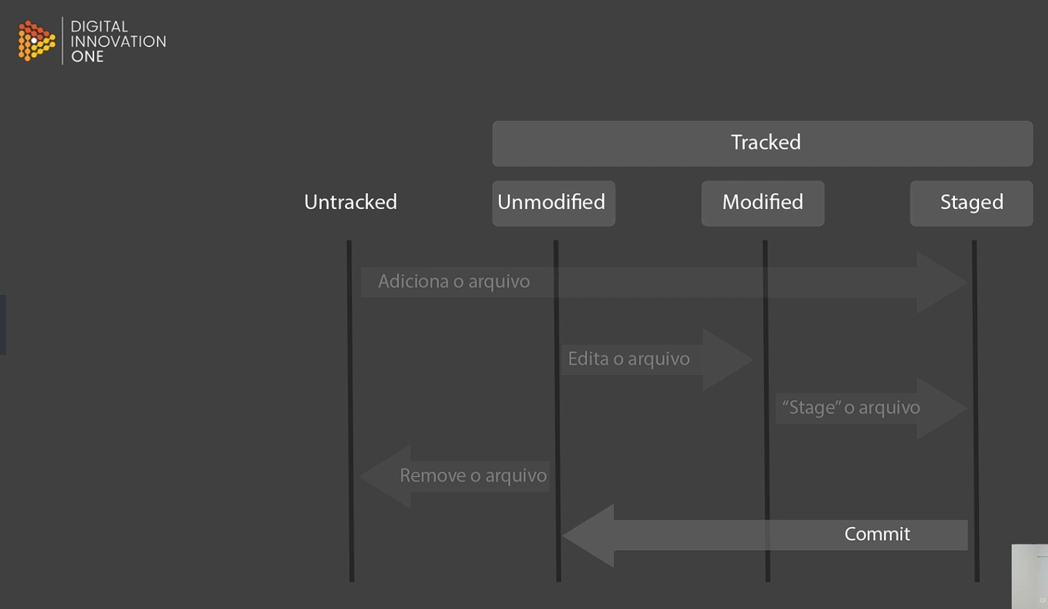 DIGITAL
INNOVATION
ONE
Tracked
Untracked
Unmodified
Modified
Staged
Adiciona o arquivo
Edita o arquivo
“Stage” o arquivo
Remove o arquivo
Commit